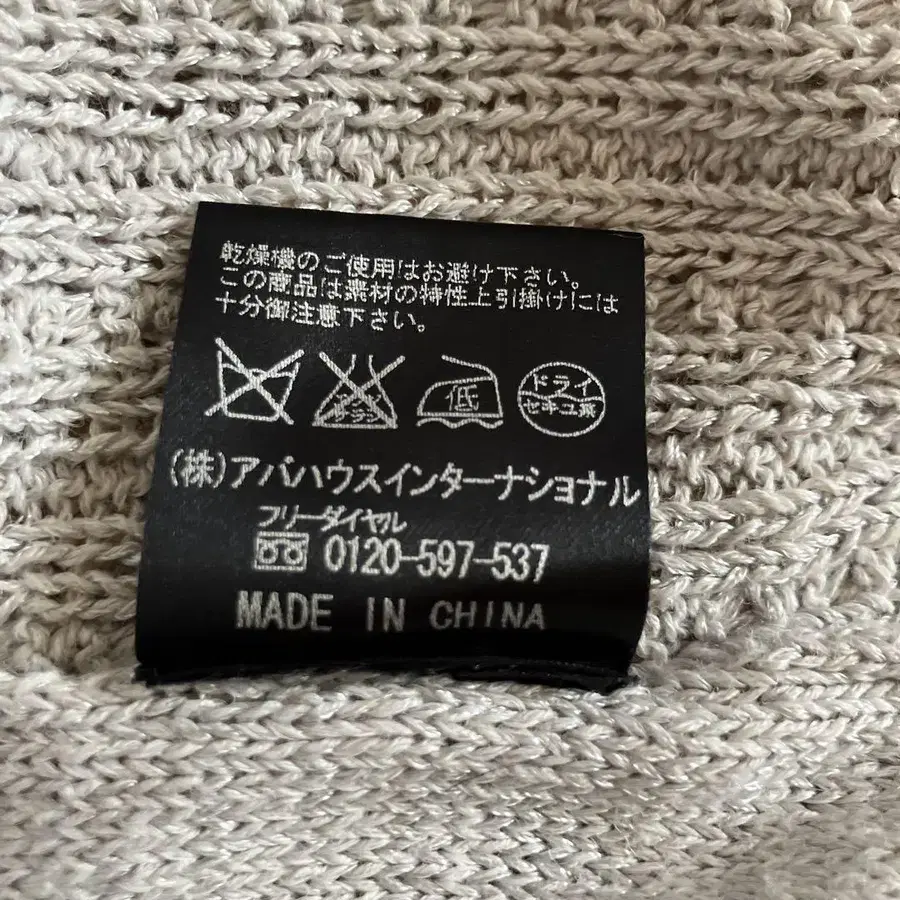 乾燥機のご使用はお避け下さい。
この商品は素材の特性上引掛けには
十分御注意下さい。
低
ドライ
セキユ系
(株)アバハウスインターナショナル
フリーダイヤル
0120-597-537
MADE IN CHINA